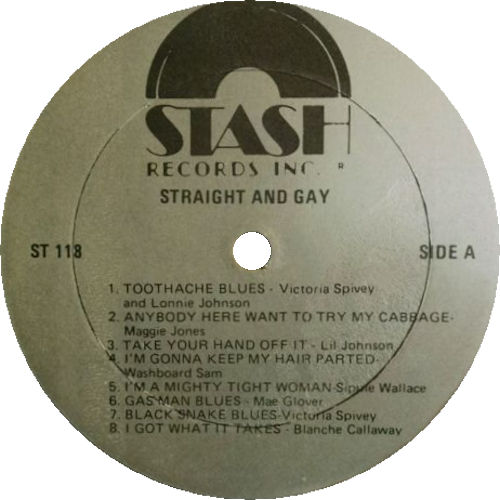 STASH
RECORDS INC. R
STRAIGHT AND GAY
ST 118
SIDE A
1. TOOTHACHE BLUES - Victoria Spivey
and Lonnie Johnson
2. ANYBODY HERE WANT TO TRY MY CABBAGE-
Maggie Jones
3. TAKE YOUR HAND OFF IT - Lil Johnson
4. I'M GONNA KEEP MY HAIR PARTED-
Washboard Sam
5. I'M A MIGHTY TIGHT WOMAN-Sippie Wallace
6. GAS MAN BLUES - Mae Glover
7. BLACK SNAKE BLUES-Victoria Spivey
8. I GOT WHAT IT TAKES - Blanche Callaway